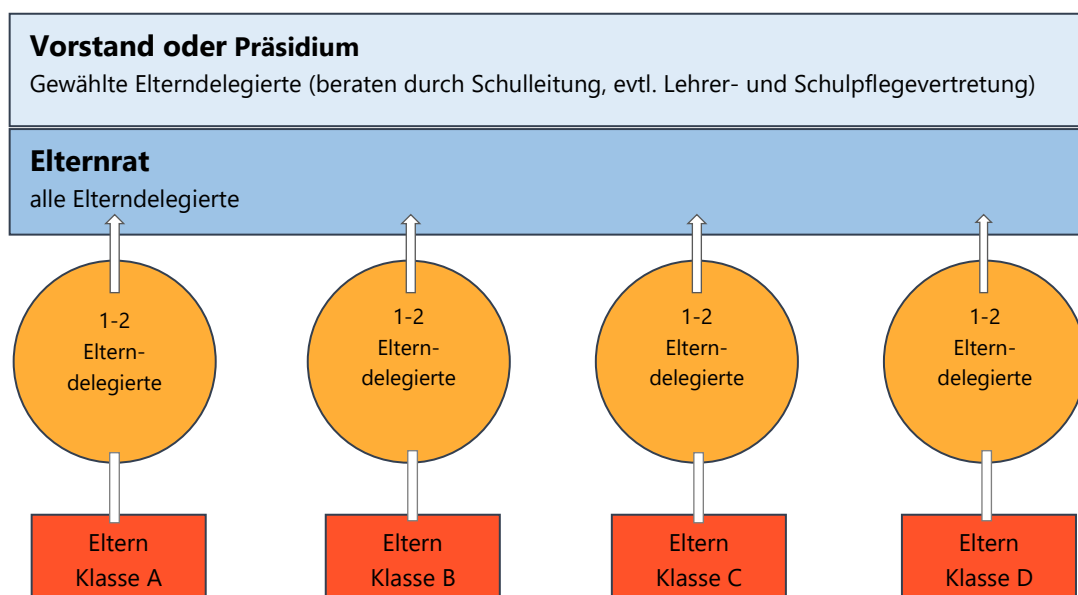 Vorstand oder Präsidium
Gewählte Elterndelegierte (beraten durch Schulleitung, evtl. Lehrer- und Schulpflegevertretung)
Elternrat
alle Elterndelegierte
1-2
Eltern-
delegierte
1-2
Eltern-
delegierte
1-2
Eltern-
delegierte
1-2
Eltern-
delegierte
Eltern
Klasse A
Eltern
Klasse B
Eltern
Klasse C
Eltern
Klasse D